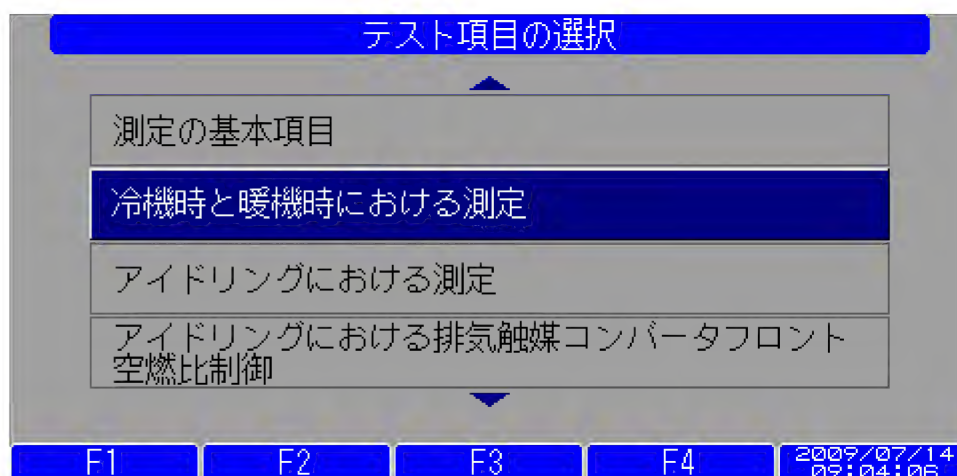 テスト項目の選択
測定の基本項目
冷機時と暖機時における測定
アイドリングにおける測定
アイドリングにおける排気触媒コンバータフロント
空燃比制御
F1 F2 F3 F4 2009/07/14
09:04:06